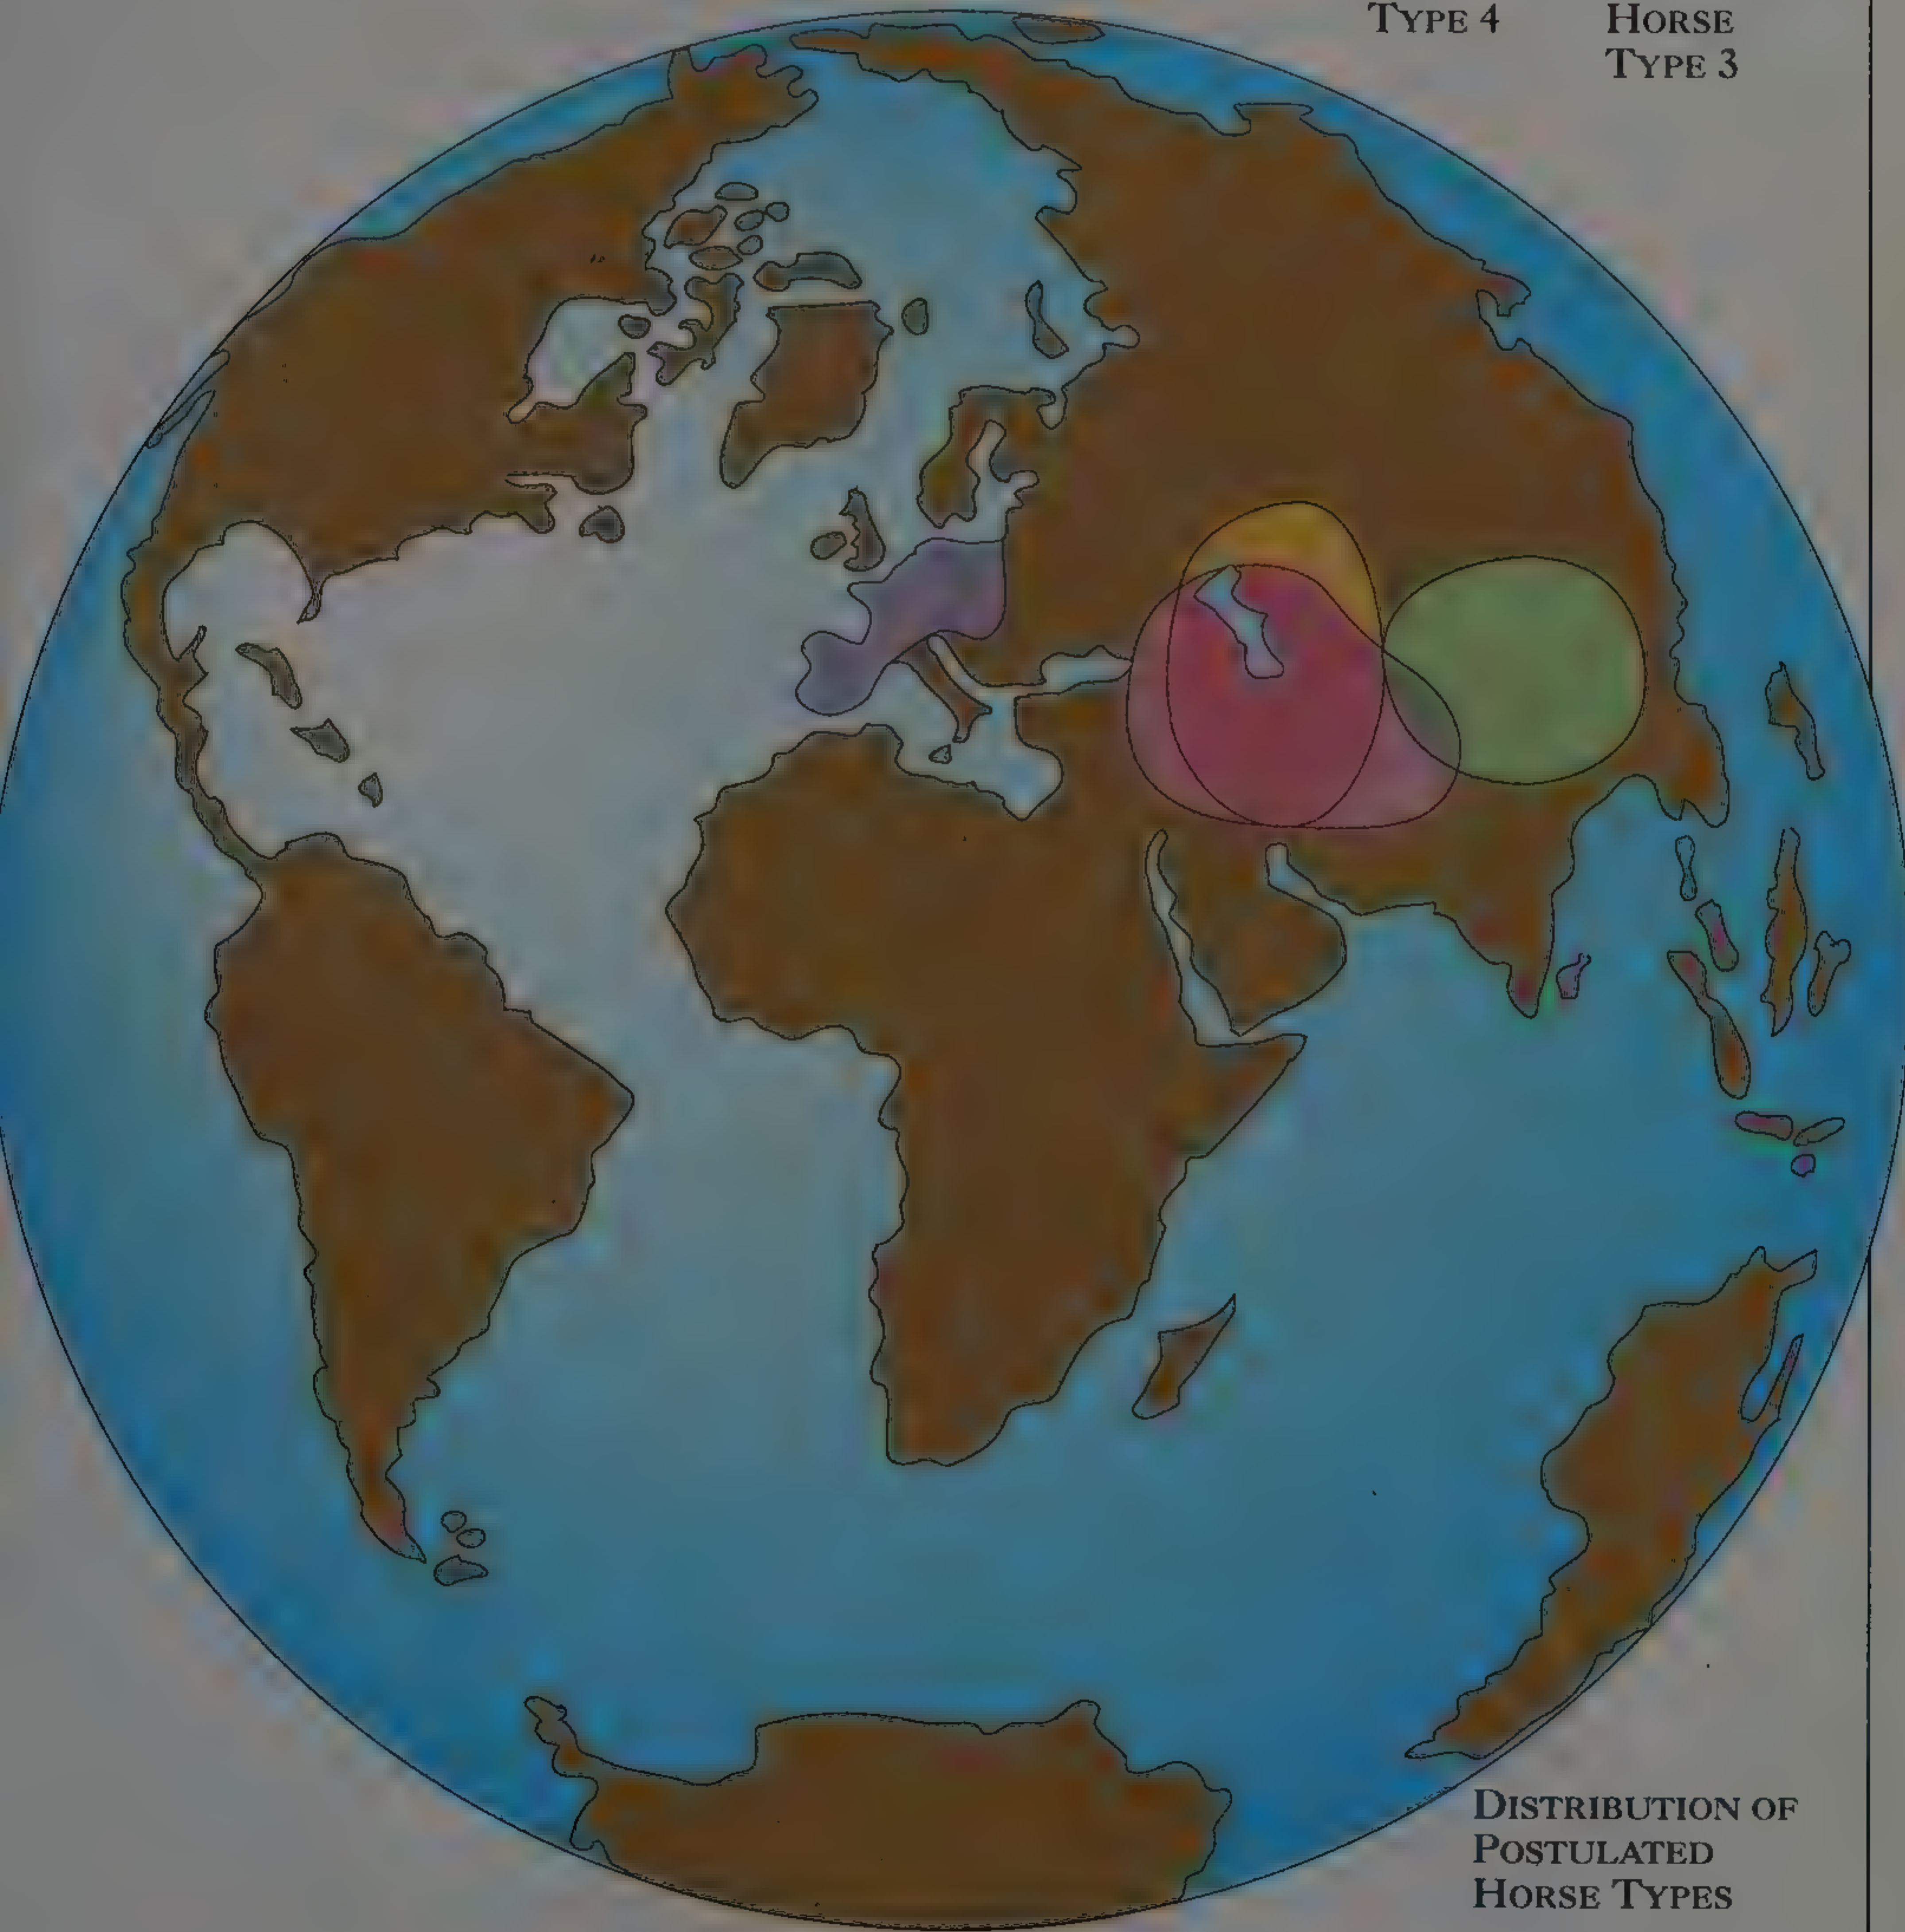 TYPE 4
HORSE
TYPE 3
DISTRIBUTION OF
POSTULATED
HORSE TYPES